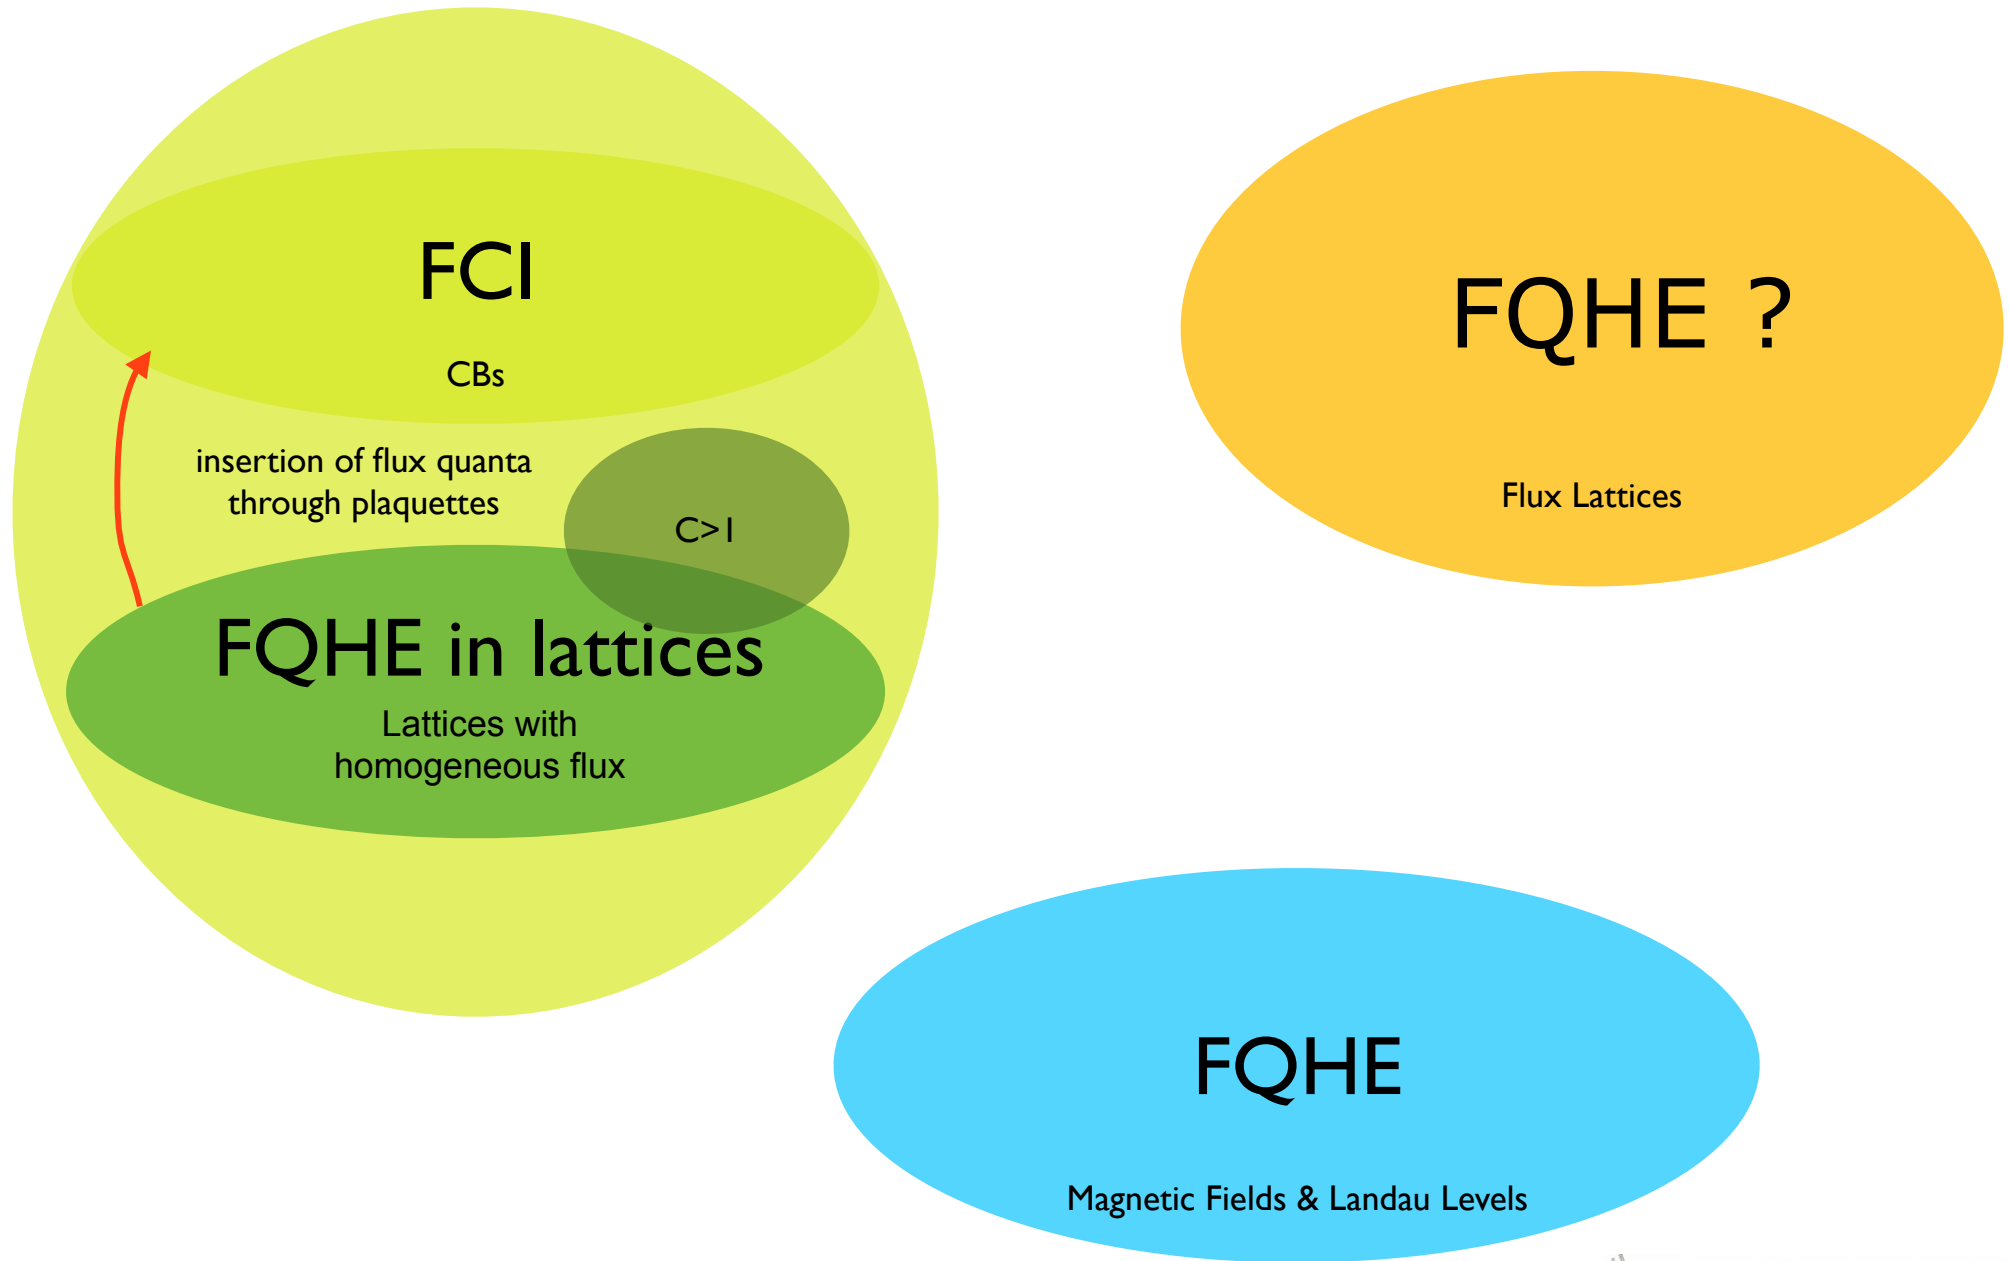 FCI
CBs
insertion of flux quanta
through plaquettes
C>1
FQHE in lattices
Lattices with
homogeneous flux
FQHE ?
Flux Lattices
FQHE
Magnetic Fields & Landau Levels